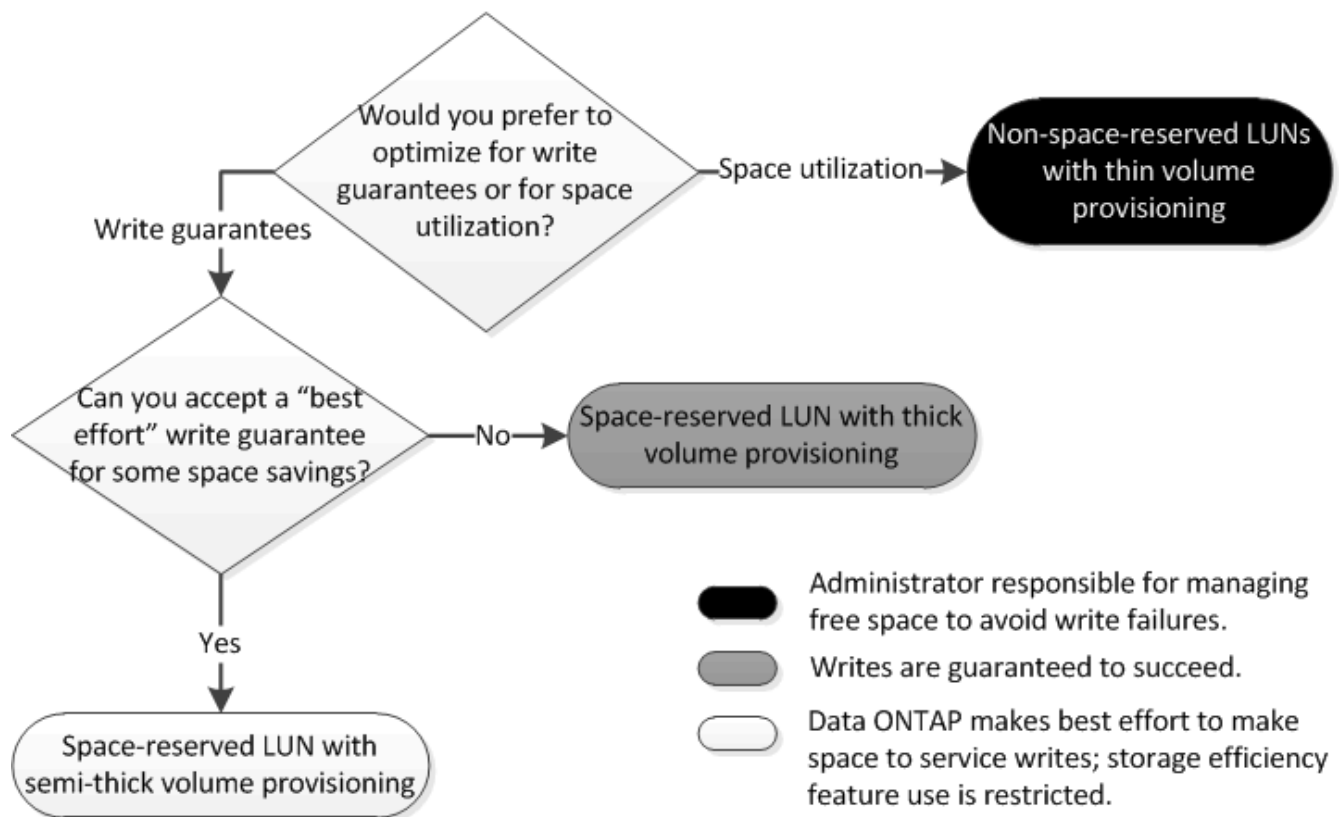 Would you prefer to
optimize for write
guarantees or for space
utilization?
Space utilization
Non-space-reserved LUNs
with thin volume
provisioning
Write guarantees
Can you accept a “best
effort” write guarantee
for some space savings?
No
Space-reserved LUN with thick
volume provisioning
Yes
Space-reserved LUN with
semi-thick volume provisioning
Administrator responsible for managing
free space to avoid write failures.
Writes are guaranteed to succeed.
Data ONTAP makes best effort to make
space to service writes; storage efficiency
feature use is restricted.